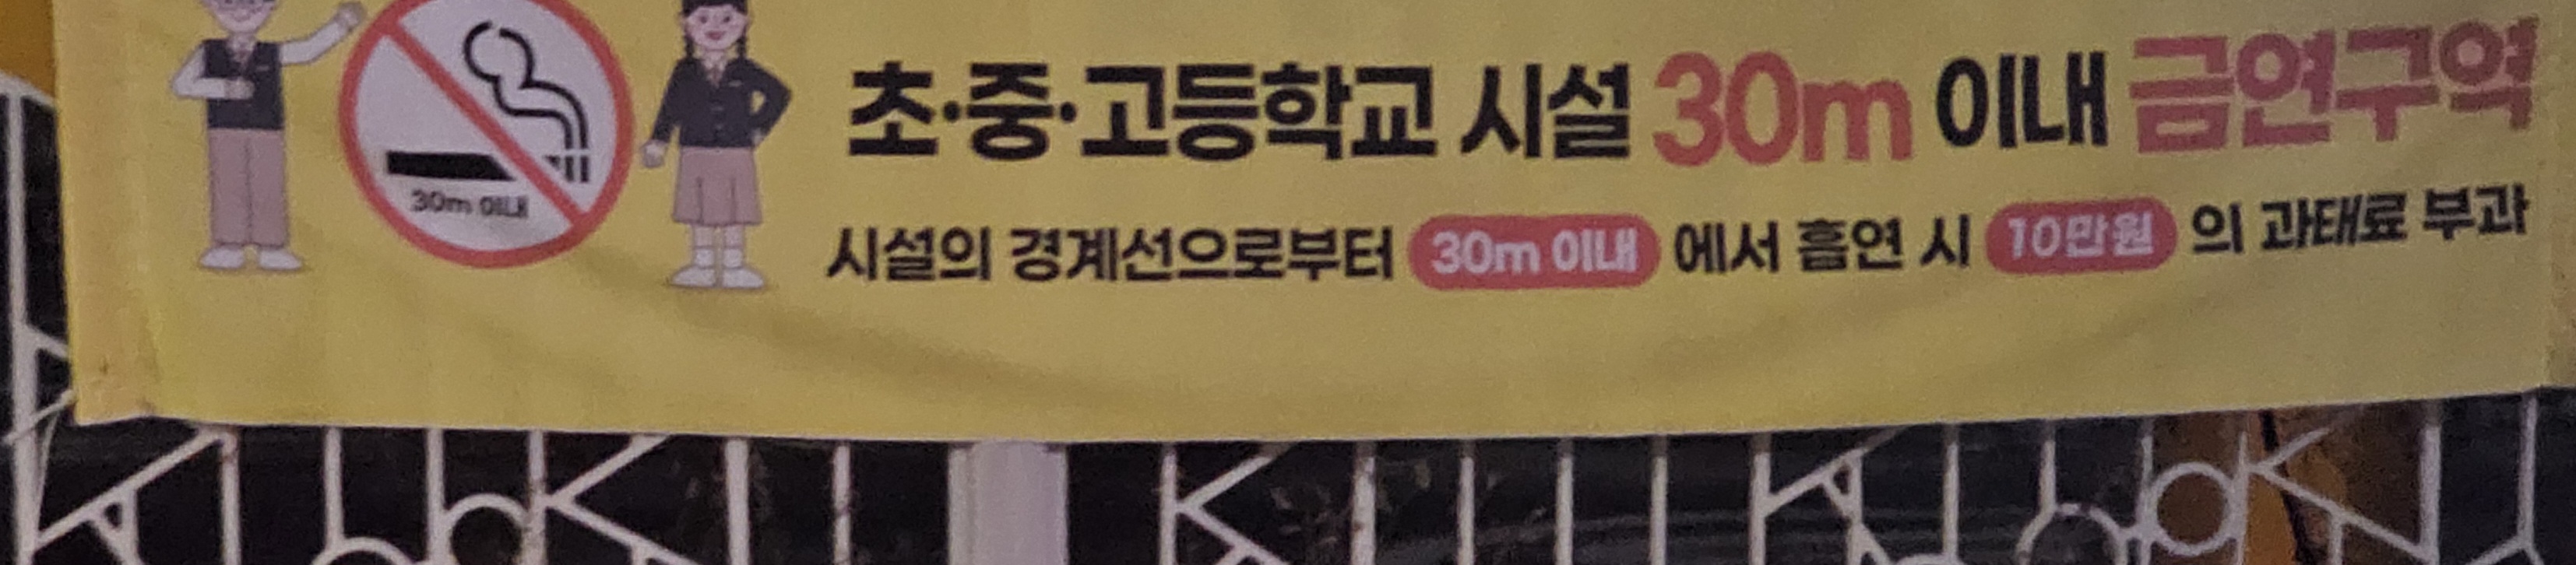 초·중·고등학교 시설 30m 이내 금연구역
30m 이내
시설의 경계선으로부터 30m 이내 에서 흡연 시 10만원 의 과태료 부과